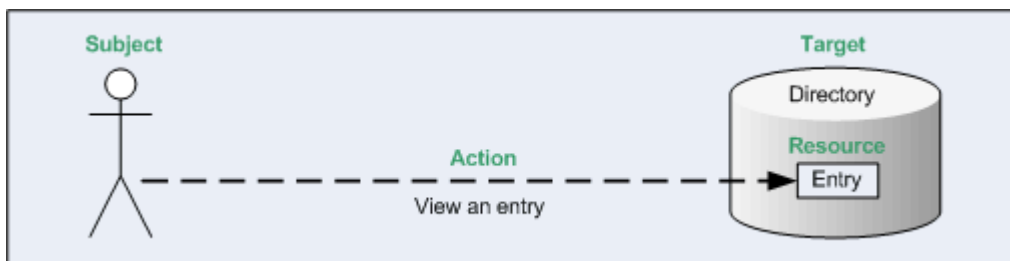 Subject
Target
Directory
Resource
Action
Entry
View an entry